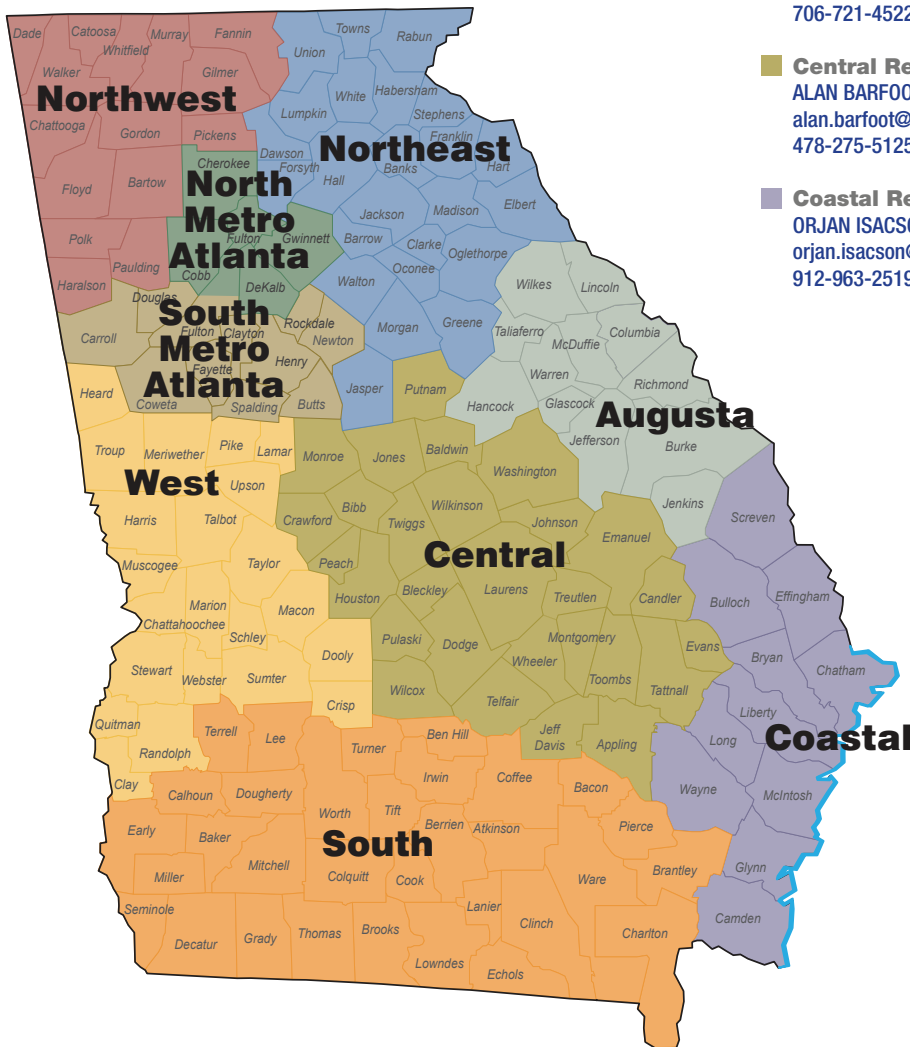 706-721-4522
Central Re
ALAN BARFOO
alan.barfoot@
478-275-5125
Coastal Re
ORJAN ISACSO
orjan.isacson@
912-963-2519
Towns
Rabun
Dade
Catoosa
Murray
Fannin
Whitfield
Union
Walker
Gilmer
White
Habersham
Northwest
Lumpkin
Stephens
Chattooga
Gordon
Pickens
Franklin
Northeast
Dawson
Cherokee
Forsyth
Banks
Hart
Hall
Floyd
Bartow
North
Metro
Atlanta
Jackson
Madison
Elbert
Polk
Fulton
Gwinnett
Barrow
Clarke
Oglethorpe
Paulding
Cobb
Oconee
Haralson
DeKalb
Walton
Wilkes
Lincoln
Douglas
South
Metro
Atlanta
Carroll
Fulton
Clayton
Rockdale
Newton
Morgan
Greene
Taliaferro
Columbia
McDuffie
Fayette
Henry
Warren
Heard
Jasper
Putnam
Richmond
Coweta
Spalding
Butts
Hancock
Glascock
Augusta
Troup
Meriwether
Pike
Lamar
Monroe
Jones
Baldwin
Washington
Jefferson
Burke
West
Upson
Jenkins
Harris
Talbot
Crawford
Bibb
Twiggs
Wilkinson
Johnson
Emanuel
Screven
Central
Muscogee
Taylor
Peach
Houston
Bleckley
Laurens
Treutlen
Candler
Bulloch
Effingham
Marion
Macon
Chattahoochee
Schley
Pulaski
Dodge
Montgomery
Evans
Stewart
Webster
Sumter
Dooly
Wheeler
Toombs
Tattnall
Bryan
Chatham
Crisp
Wilcox
Telfair
Liberty
Quitman
Terrell
Lee
Turner
Ben Hill
Jeff
Davis
Appling
Long
Coastal
Randolph
Clay
Calhoun
Dougherty
Irwin
Coffee
Bacon
Wayne
McIntosh
Early
Baker
Worth
Tift
Berrien
Atkinson
Pierce
South
Miller
Mitchell
Colquitt
Cook
Ware
Brantley
Glynn
Seminole
Lanier
Clinch
Camden
Decatur
Grady
Thomas
Brooks
Charlton
Lowndes
Echols